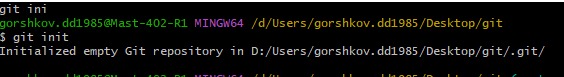 git ini
gorshkov.dd1985@Mast-402-R1 MINGW64 /d/Users/gorshkov.dd1985/Desktop/git
$ git init
Initialized empty Git repository in D:/Users/gorshkov.dd1985/Desktop/git/.git/